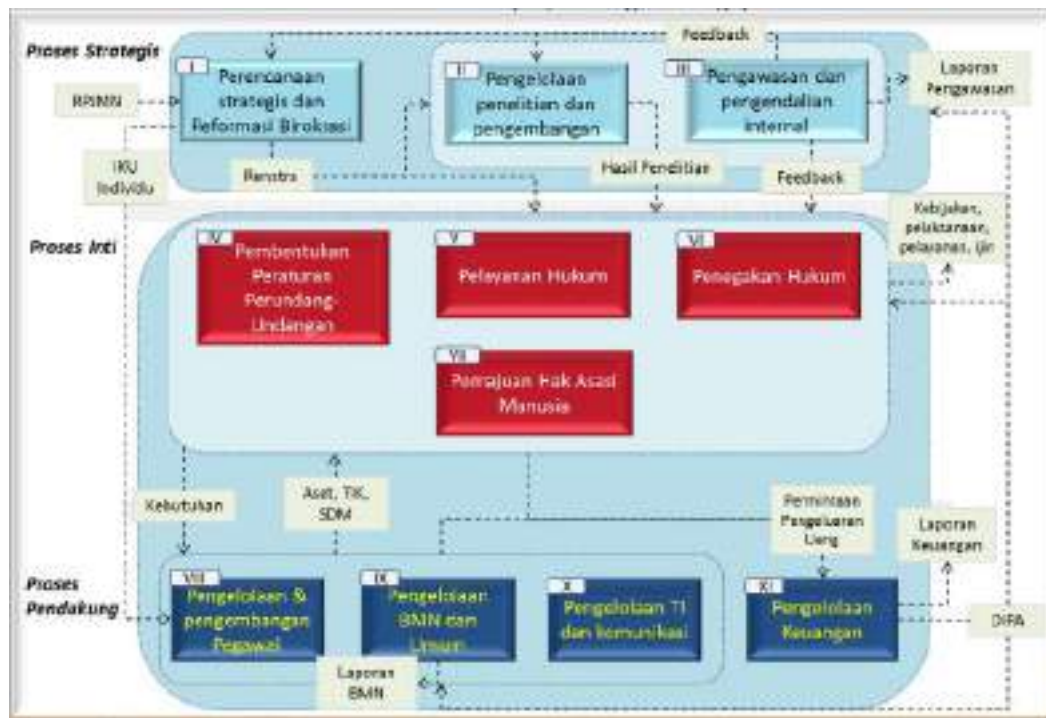 Proses Strategis
Feedback
I
Perencanaan
strategis dan
Reformasi Birokrasi
II
Pengelolaan
penelitian dan
pengembangan
III
Pengawasan dan
pengendalian
internal
Laporan
Pengawasan
RPJMN
IKU
Individu
Renstra
Hasil Penelitian
Feedback
Proses Inti
IV
Pembentukan
Peraturan
Perundang-
Undangan
V
Pelayanan Hukum
VI
Penegakan Hukum
Kebijakan,
pelaksanaan,
pelayanan, ijin
VII
Pemajuan Hak Asasi
Manusia
Kebutuhan
Aset, TIK,
SDM
Permintaan
Pengeluaran
Uang
Laporan
Keuangan
Proses
Pendukung
VIII
Pengelolaan &
pengembangan
Pegawai
IX
Pengelolaan
BMN dan
Umum
X
Pengelolaan TI
dan komunikasi
XI
Pengelolaan
Keuangan
DIPA
Laporan
BMN